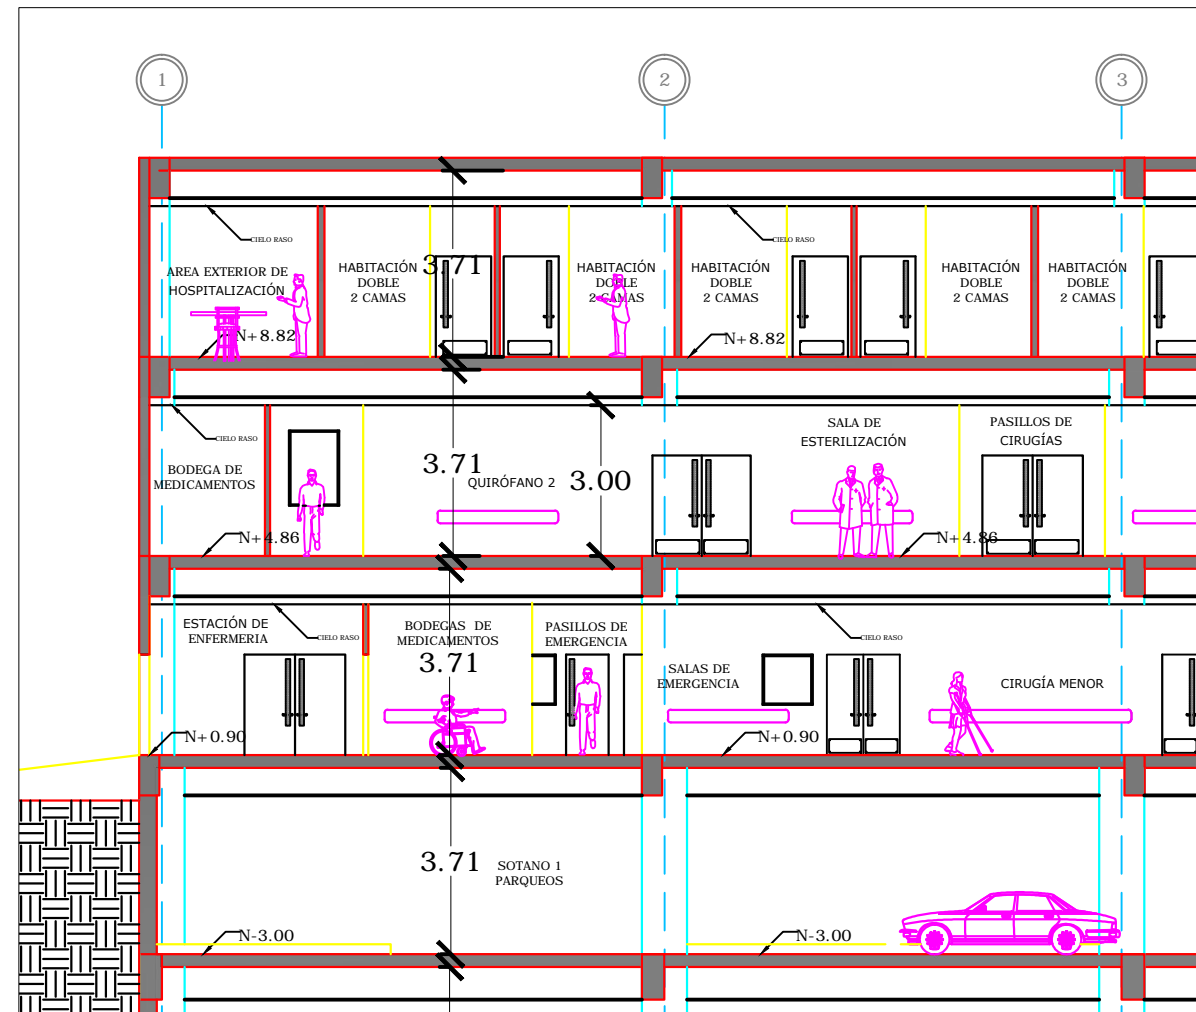 1
2
3
CIELO RASO
CIELO RASO
AREA EXTERIOR DE
HOSPITALIZACIÓN
HABITACIÓN
DOBLE
2 CAMAS
3.71
HABITACIÓN
DOBLE
2 CAMAS
HABITACIÓN
DOBLE
2 CAMAS
HABITACIÓN
DOBLE
2 CAMAS
HABITACIÓN
DOBLE
2 CAMAS
N+8.82
N+8.82
CIELO RASO
BODEGA DE
MEDICAMENTOS
3.71
QUIRÓFANO 2
3.00
SALA DE
ESTERILIZACIÓN
PASILLOS DE
CIRUGÍAS
N+4.86
N+4.86
ESTACIÓN DE
ENFERMERIA
CIELO RASO
BODEGAS DE
MEDICAMENTOS
3.71
PASILLOS DE
EMERGENCIA
CIELO RASO
SALAS DE
EMERGENCIA
CIRUGÍA MENOR
N+0.90
N+0.90
3.71
SOTANO 1
PARQUEOS
N-3.00
N-3.00